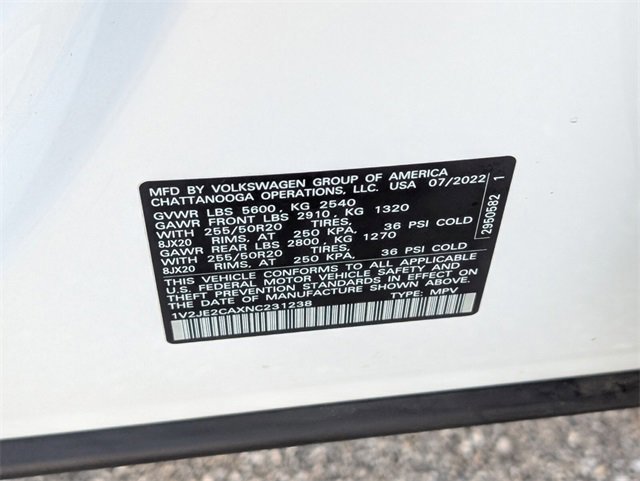 MFD BY VOLKSWAGEN GROUP OF AMERICA
CHATTANOOGA OPERATIONS, LLC. USA 07/2022
GVWR LBS 5600, KG 2540
GAWR FRONT LBS 2910, KG 1320
WITH 255/50R20 TIRES,
8JX20 RIMS, AT 250 KPA, 36 PSI COLD
GAWR REAR LBS 2800, KG 1270
WITH 255/50R20 TIRES,
8JX20 RIMS, AT 250 KPA, 36 PSI COLD
THIS VEHICLE CONFORMS TO ALL APPLICABLE
U.S. FEDERAL MOTOR VEHICLE SAFETY AND
THEFT PREVENTION STANDARDS IN EFFECT ON
THE DATE OF MANUFACTURE SHOWN ABOVE.
1V2JE2CAXNC231238 TYPE: MPV
2950582 1